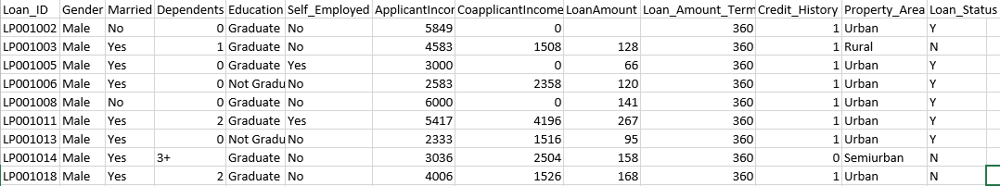 Loan_ID Gender Married Dependents Education Self_Employed ApplicantIncor CoapplicantIncome LoanAmount Loan_Amount_Term Credit_History Property_Area Loan_Status
LP001002 Male No 0 Graduate No 5849 0 360 1 Urban Y
LP001003 Male Yes 1 Graduate No 4583 1508 128 360 1 Rural N
LP001005 Male Yes 0 Graduate Yes 3000 0 66 360 1 Urban Y
LP001006 Male Yes 0 Not Gradu No 2583 2358 120 360 1 Urban Y
LP001008 Male No 0 Graduate No 6000 0 141 360 1 Urban Y
LP001011 Male Yes 2 Graduate Yes 5417 4196 267 360 1 Urban Y
LP001013 Male Yes 0 Not Gradu No 2333 1516 95 360 1 Urban Y
LP001014 Male Yes 3+ Graduate No 3036 2504 158 360 0 Semiurban N
LP001018 Male Yes 2 Graduate No 4006 1526 168 360 1 Urban N